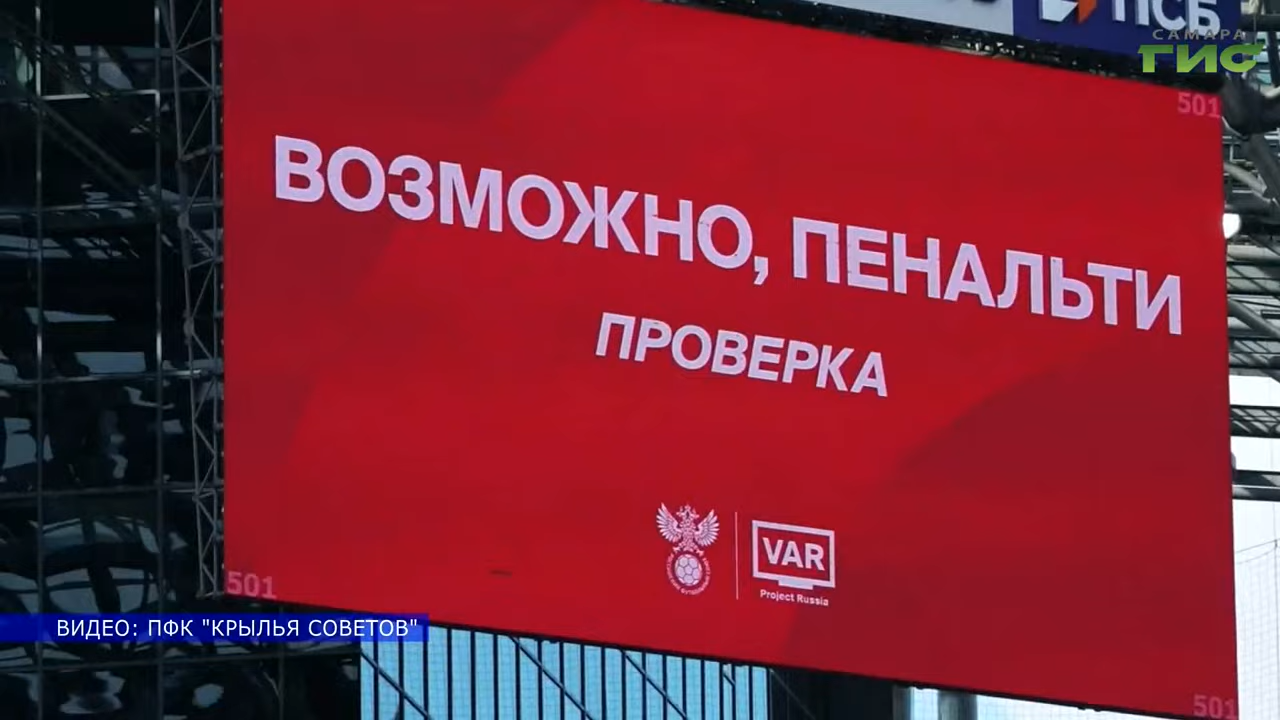 ПСБ
САМАРА
ГИС
501
ВОЗМОЖНО, ПЕНАЛЬТИ
ПРОВЕРКА
VAR
Project Russia
501
ВИДЕО: ПФК "КРЫЛЬЯ СОВЕТОВ"
501